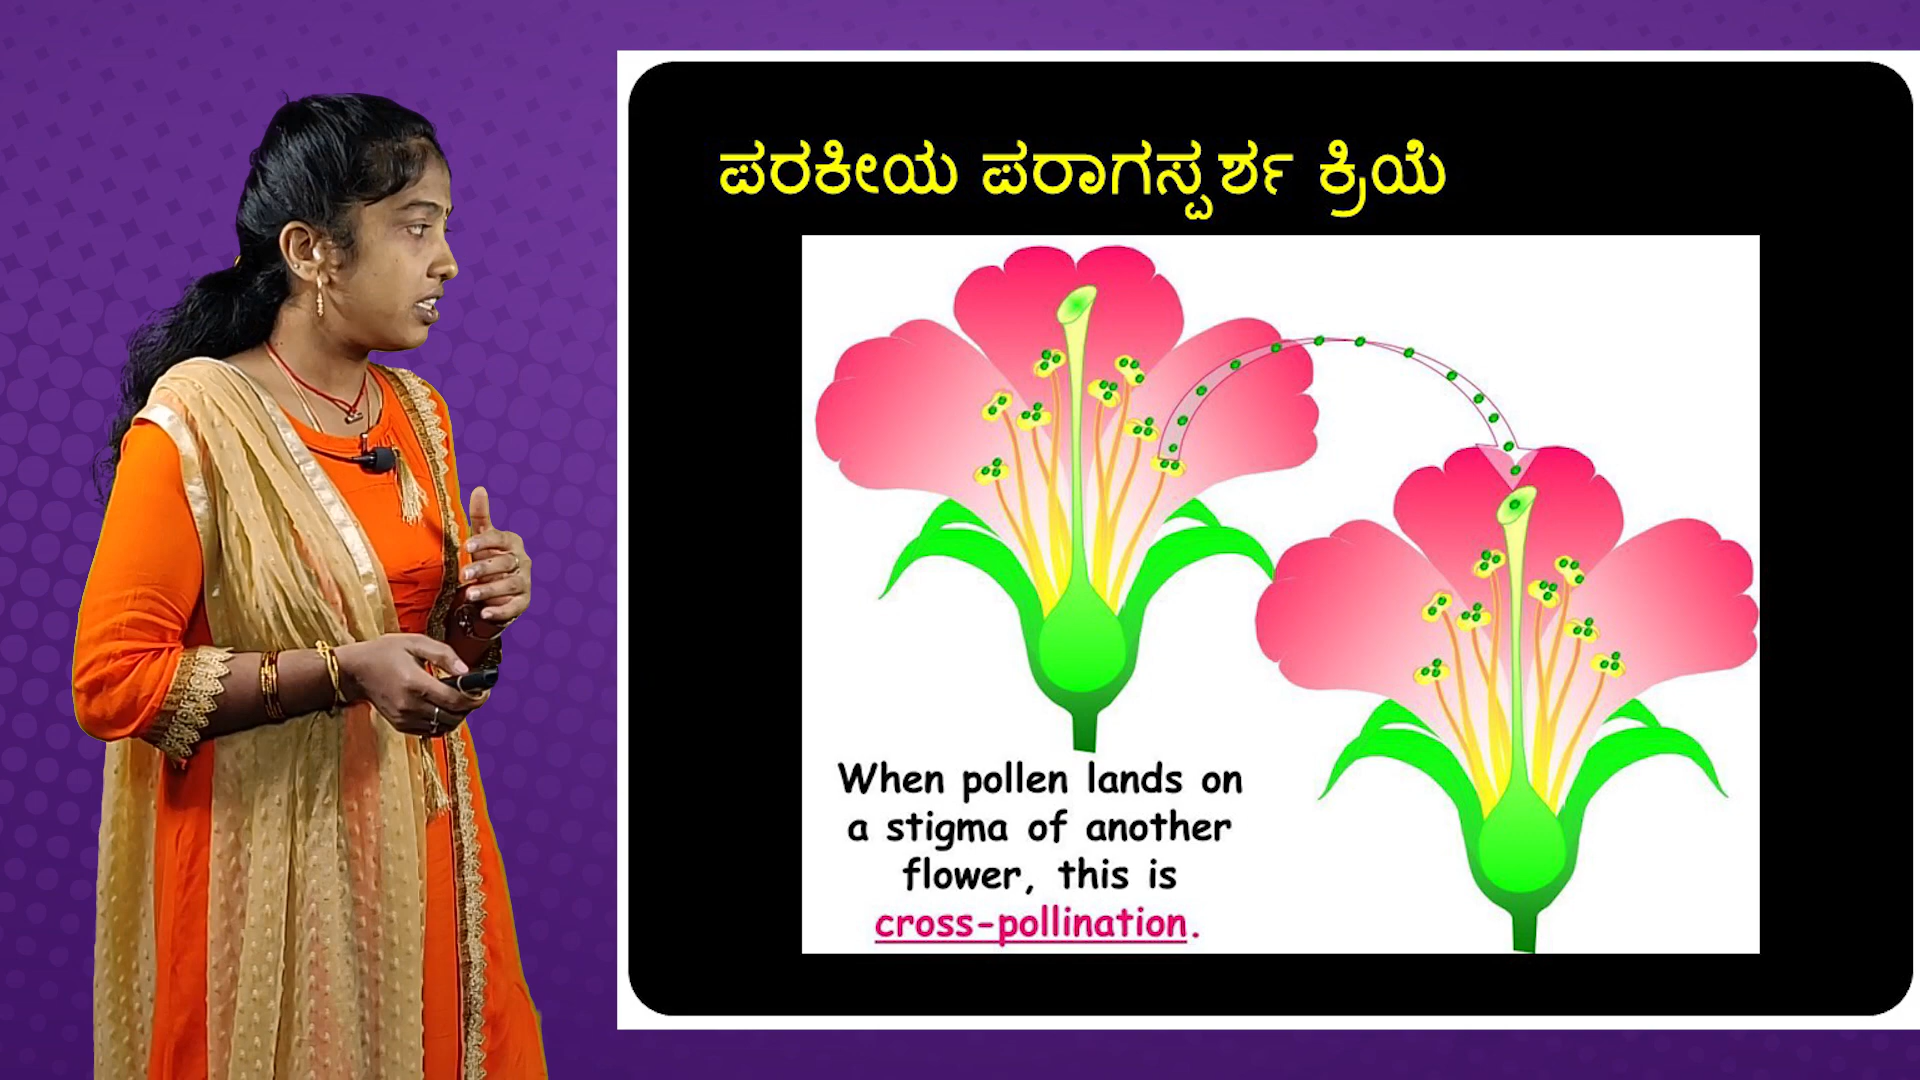 ಪರಕೀಯ ಪರಾಗಸ್ಪರ್ಶ ಕ್ರಿಯೆ
When pollen lands on
a stigma of another
flower, this is
cross-pollination.